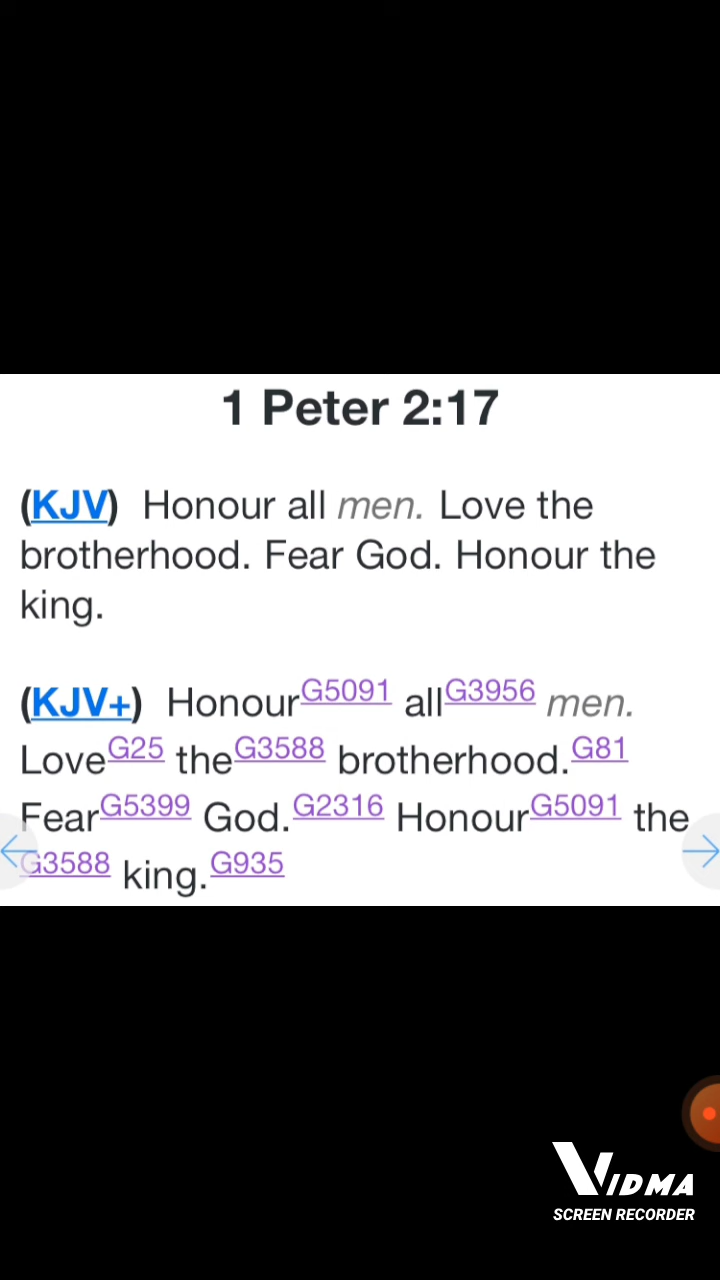 1 Peter 2:17
(KJV) Honour all men. Love the
brotherhood. Fear God. Honour the
king.
(KJV+) HonourG5091 allG3956 men.
LoveG25 theG3588 brotherhood.G81
FearG5399 God.G2316 HonourG5091 the
G3588 king.G935
VIDMA
SCREEN RECORDER